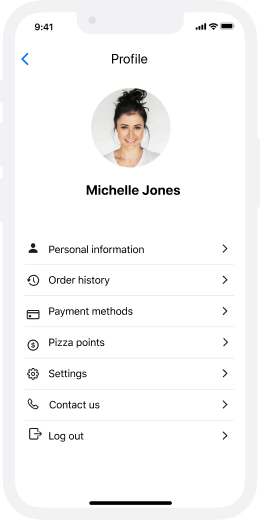 9:41
Profile
Michelle Jones
Personal information
Order history
Payment methods
Pizza points
Settings
Contact us
Log out